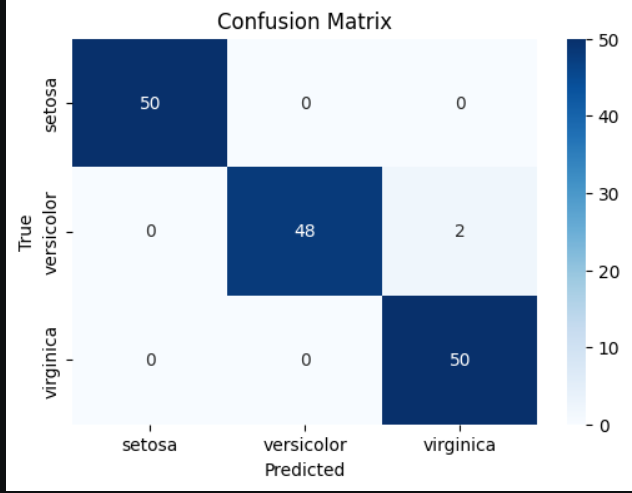 Confusion Matrix
setosa
50
0
0
True
versicolor
0
48
2
virginica
0
0
50
setosa versicolor virginica
Predicted
50
40
30
20
10
0